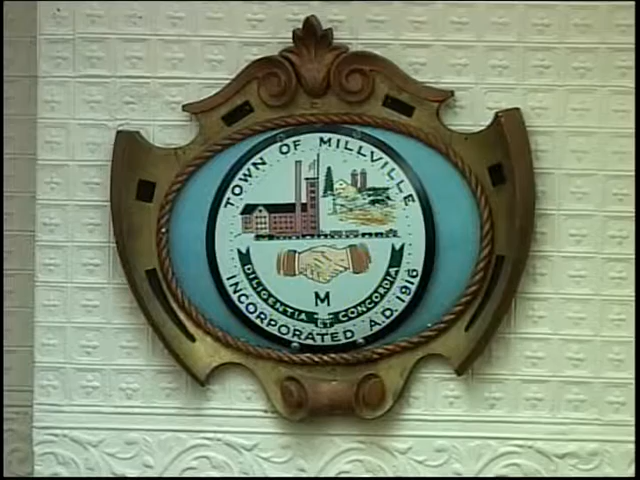 TOWN OF MILLVILLE
DILIGENTIA ET CONCORDIA
M
INCORPORATED A.D. 1916